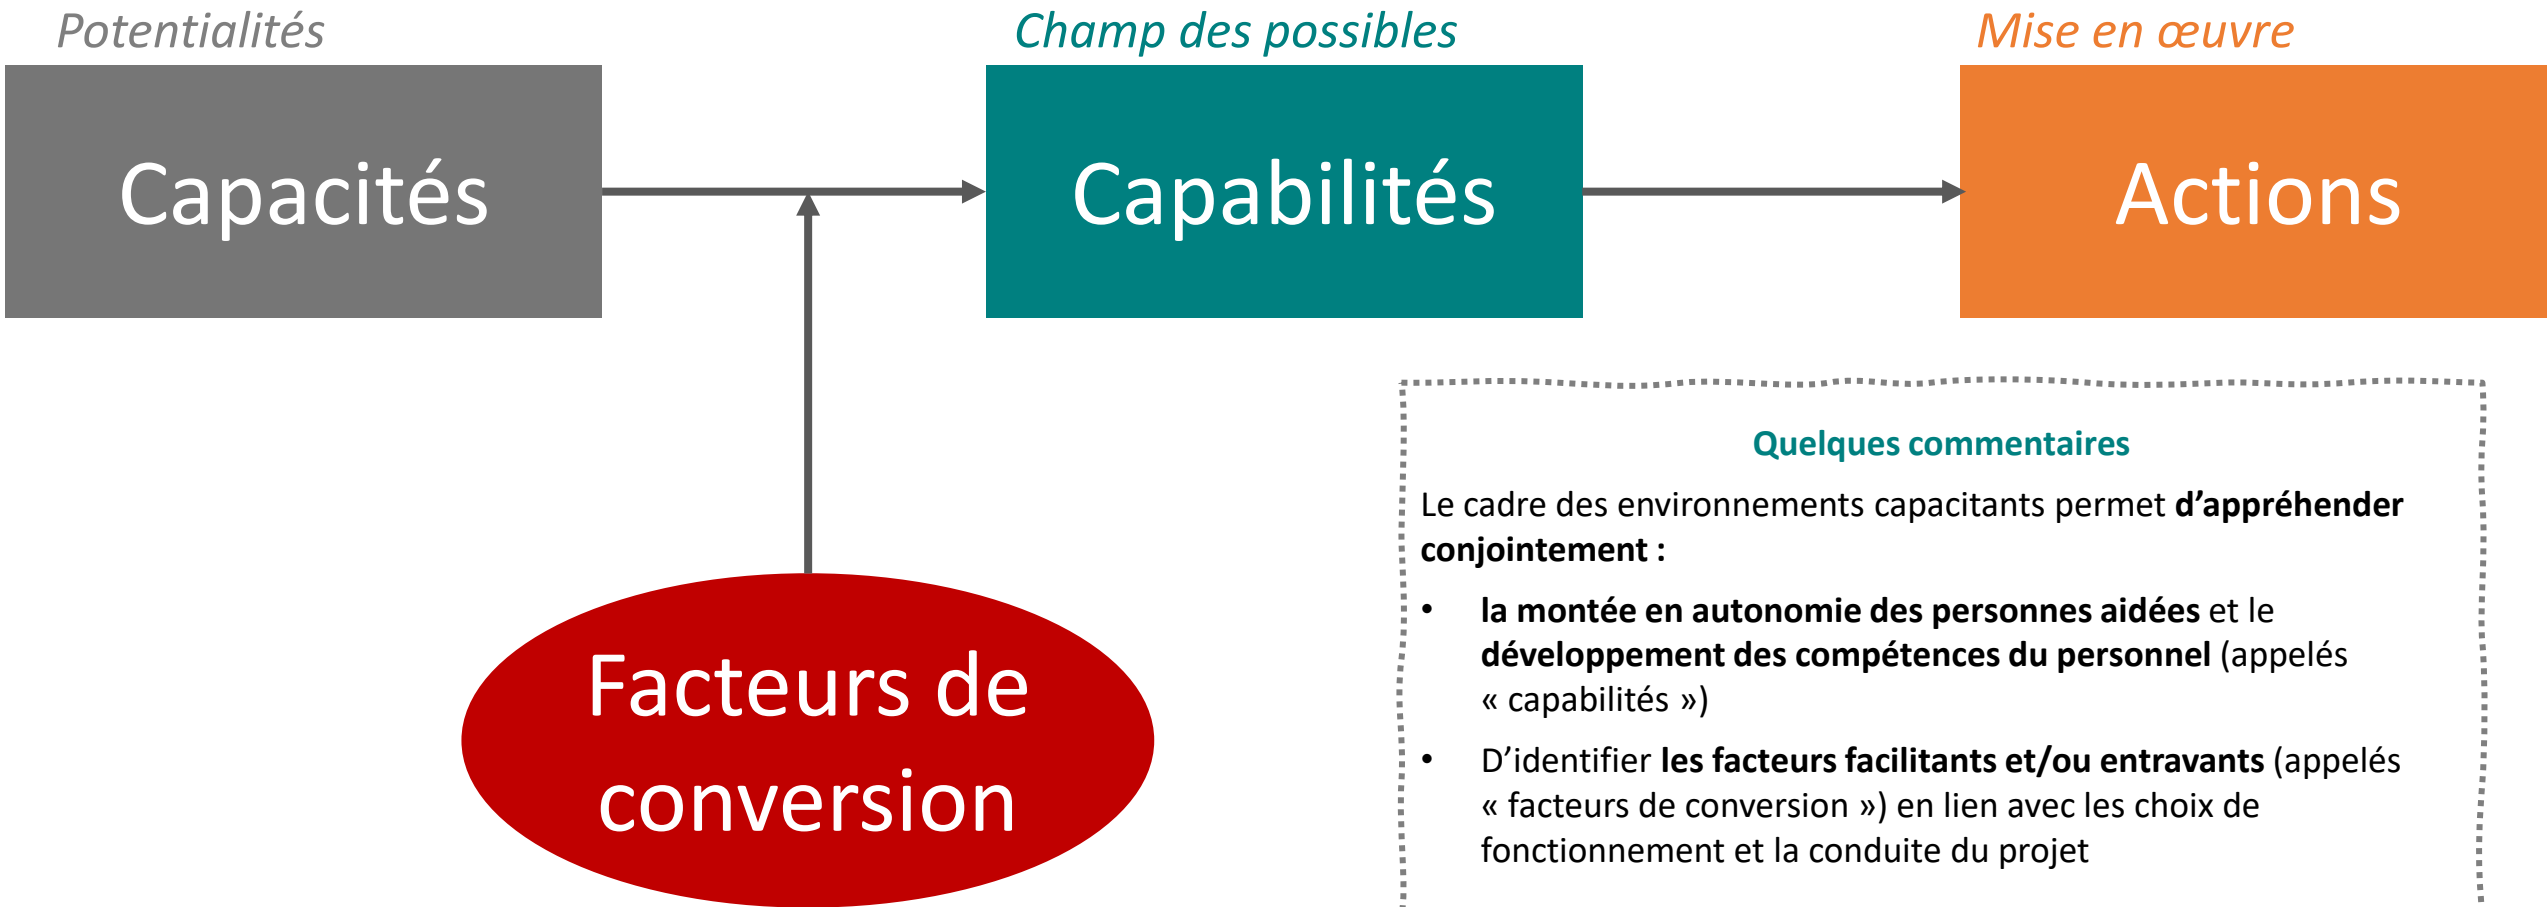 Potentialités
Champ des possibles
Mise en œuvre
Capacités
Capabilités
Actions
Facteurs de
conversion
Quelques commentaires
Le cadre des environnements capacitants permet d’appréhender
conjointement :
• la montée en autonomie des personnes aidées et le
développement des compétences du personnel (appelés
« capabilités »)
• D’identifier les facteurs facilitants et/ou entravants (appelés
« facteurs de conversion ») en lien avec les choix de
fonctionnement et la conduite du projet